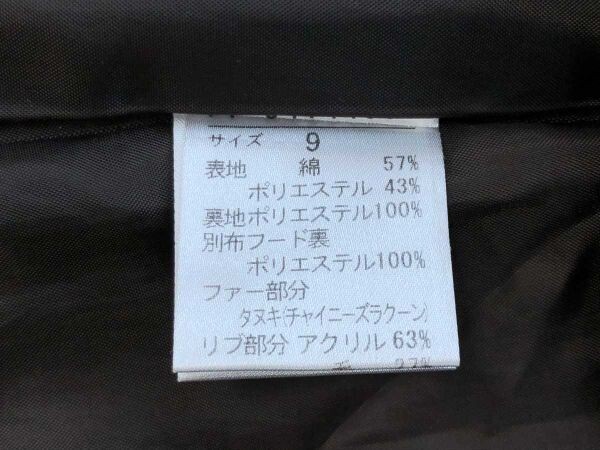 サイズ 9
表地 綿 57%
ポリエステル 43%
裏地ポリエステル100%
別布フード裏
ポリエステル100%
ファー部分
タヌキ(チャイニーズラクーン)
リブ部分 アクリル 63%